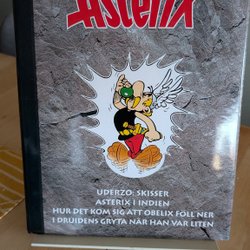 Asterix
UDERZO: SKISSER
ASTERIX I INDIEN
HUR DET KOM SIG ATT OBELIX FÖLL NER
I DRUIDENS GRYTA NÄR HAN VAR LITEN